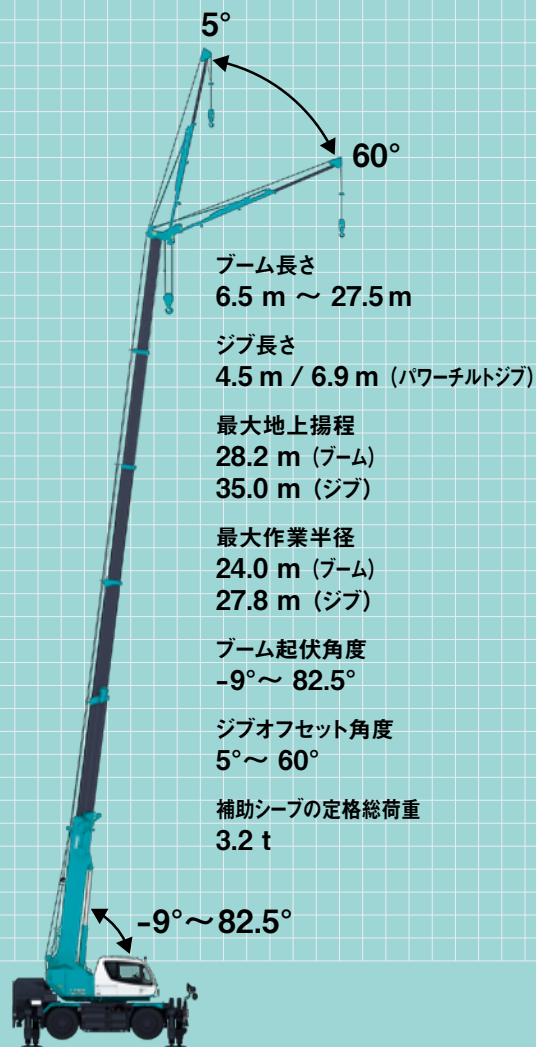 5°
60°
ブーム長さ
6.5 m ～ 27.5 m
ジブ長さ
4.5 m / 6.9 m (パワーチルトジブ)
最大地上揚程
28.2 m (ブーム)
35.0 m (ジブ)
最大作業半径
24.0 m (ブーム)
27.8 m (ジブ)
ブーム起伏角度
-9°～ 82.5°
ジブオフセット角度
5°～ 60°
補助シーブの定格総荷重
3.2 t
-9°～82.5°